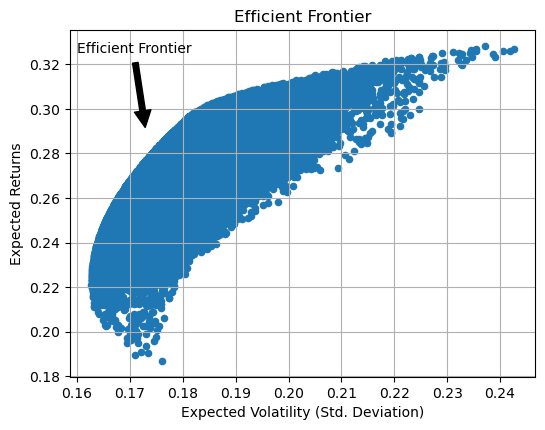 Efficient Frontier
Efficient Frontier
0.32
0.30
0.28
0.26
0.24
0.22
0.20
0.18
Expected Returns
0.16 0.17 0.18 0.19 0.20 0.21 0.22 0.23 0.24
Expected Volatility (Std. Deviation)